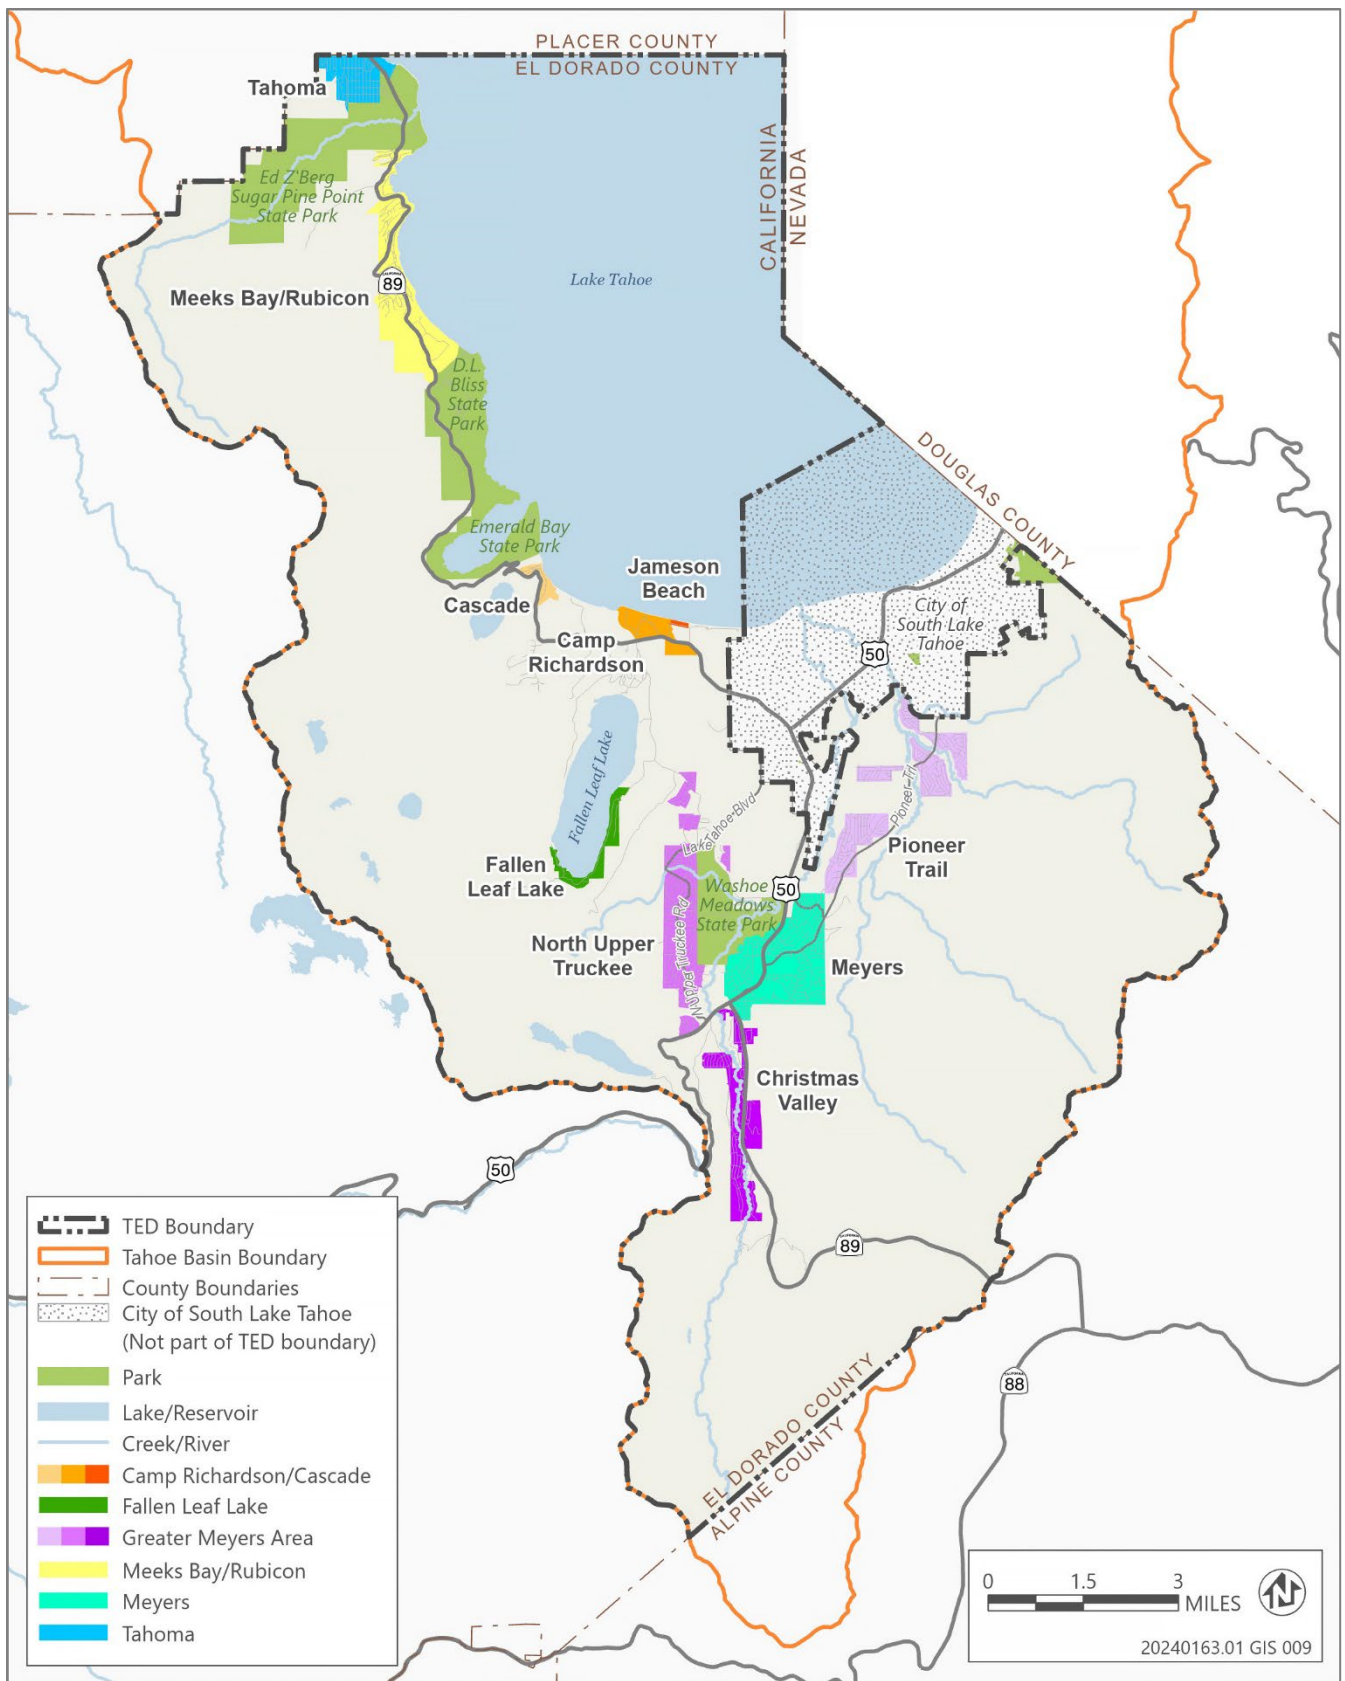 PLACER COUNTY
EL DORADO COUNTY
Tahoma
CALIFORNIA
NEVADA
Ed Z'Berg
Sugar Pine Point
State Park
Lake Tahoe
CALIFORNIA
89
Meeks Bay/Rubicon
D.L.
Bliss
State
Park
DOUGLAS COUNTY
Emerald Bay
State Park
Jameson
Beach
Cascade
City of
South Lake
Tahoe
Camp
Richardson
50
Fallen Leaf Lake
Pioneer Trl
Lake Tahoe Blvd
Pioneer
Trail
Fallen
Leaf Lake
50
Washoe
Meadows
State Park
N Upper Truckee Rd
North Upper
Truckee
Meyers
Christmas
Valley
50
CALIFORNIA
89
CALIFORNIA
88
EL DORADO COUNTY
ALPINE COUNTY
TED Boundary
Tahoe Basin Boundary
County Boundaries
City of South Lake Tahoe
(Not part of TED boundary)
Park
Lake/Reservoir
Creek/River
Camp Richardson/Cascade
Fallen Leaf Lake
Greater Meyers Area
Meeks Bay/Rubicon
Meyers
Tahoma
0 1.5 3
MILES
N
20240163.01 GIS 009